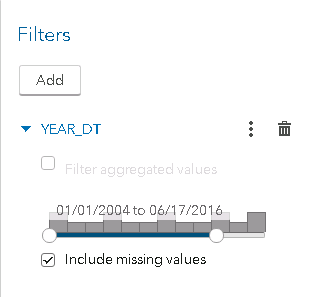 Filters
Add
YEAR_DT
Filter aggregated values
01/01/2004 to 06/17/2016
Include missing values